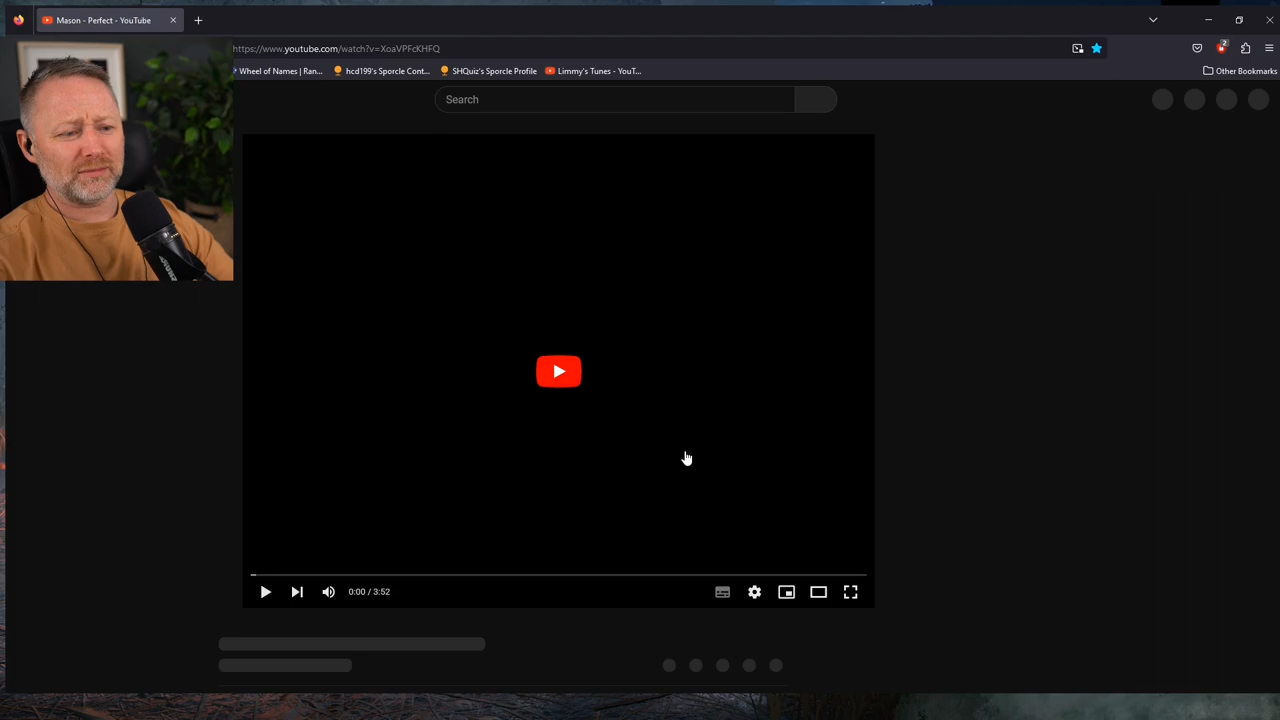 Mason - Perfect - YouTube
https://www.youtube.com/watch?v=XoaVPFcKHFQ
2
Wheel of Names | Ran... hcd199's Sporcle Cont... SHQuiz's Sporcle Profile Limmy's Tunes - YouT... Other Bookmarks
Search
0:00 / 3:52